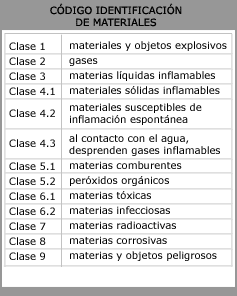 CÓDIGO IDENTIFICACIÓN
DE MATERIALES
Clase 1 materiales y objetos explosivos
Clase 2 gases
Clase 3 materias líquidas inflamables
Clase 4.1 materiales sólidas inflamables
Clase 4.2 materiales susceptibles de
inflamación espontánea
Clase 4.3 al contacto con el agua,
desprenden gases inflamables
Clase 5.1 materias comburentes
Clase 5.2 peróxidos orgánicos
Clase 6.1 materias tóxicas
Clase 6.2 materias infecciosas
Clase 7 materias radioactivas
Clase 8 materias corrosivas
Clase 9 materias y objetos peligrosos